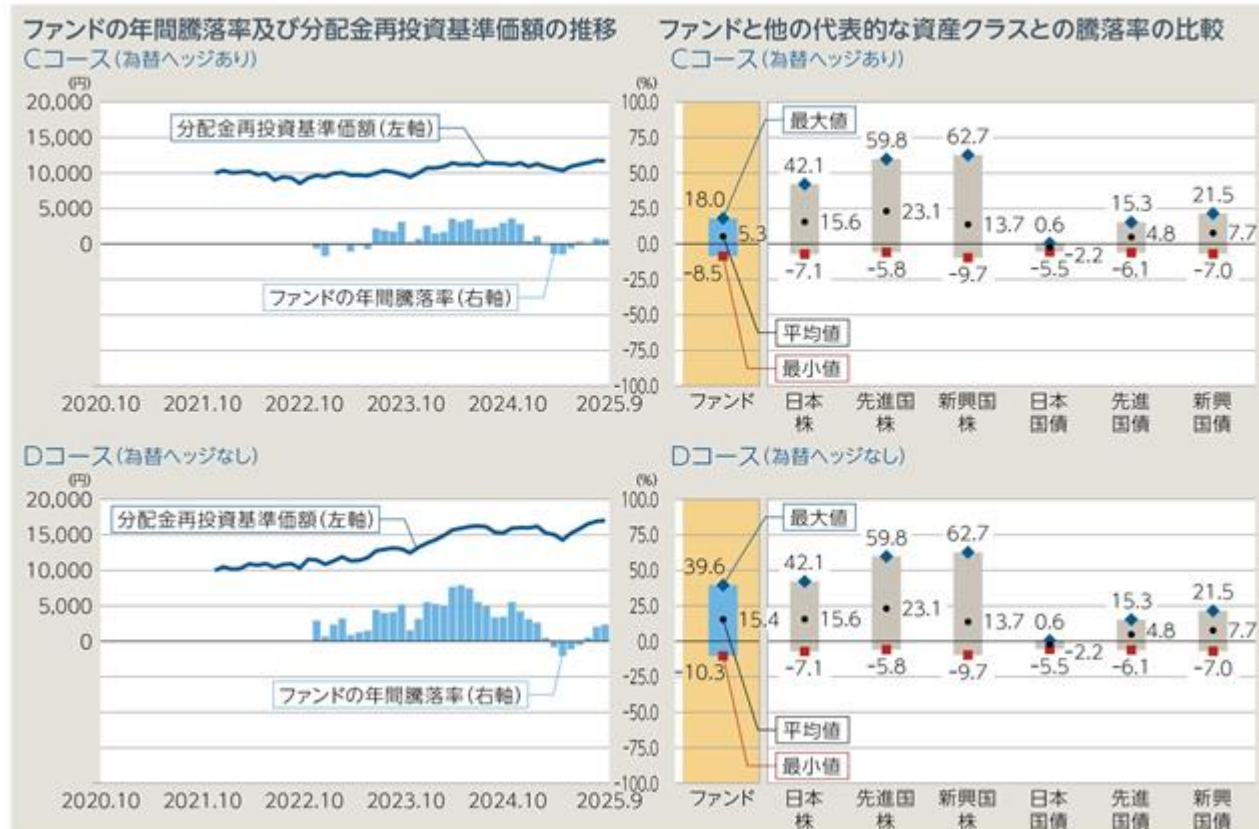 ファンドの年間騰落率及び分配金再投資基準価額の推移
Cコース(為替ヘッジあり)
(円)
(%)
20,000
15,000
10,000
5,000
0
100.0
75.0
50.0
25.0
0.0
-25.0
-50.0
-75.0
-100.0
分配金再投資基準価額(左軸)
ファンドの年間騰落率(右軸)
2020.10 2021.10 2022.10 2023.10 2024.10 2025.9
ファンドと他の代表的な資産クラスとの騰落率の比較
Cコース(為替ヘッジあり)
最大値
平均値
最小値
18.0 42.1 59.8 62.7 0.6 15.3 21.5
5.3 15.6 23.1 13.7 -2.2 4.8 7.7
-8.5 -7.1 -5.8 -9.7 -5.5 -6.1 -7.0
ファンド 日本 先進国 新興国 日本 先進 新興
株 株 株 国債 国債 国債
Dコース(為替ヘッジなし)
(円)
(%)
20,000
15,000
10,000
5,000
0
100.0
75.0
50.0
25.0
0.0
-25.0
-50.0
-75.0
-100.0
分配金再投資基準価額(左軸)
ファンドの年間騰落率(右軸)
2020.10 2021.10 2022.10 2023.10 2024.10 2025.9
Dコース(為替ヘッジなし)
最大値
平均値
最小値
39.6 42.1 59.8 62.7 0.6 15.3 21.5
15.4 15.6 23.1 13.7 -2.2 4.8 7.7
-10.3 -7.1 -5.8 -9.7 -5.5 -6.1 -7.0
ファンド 日本 先進国 新興国 日本 先進 新興
株 株 株 国債 国債 国債